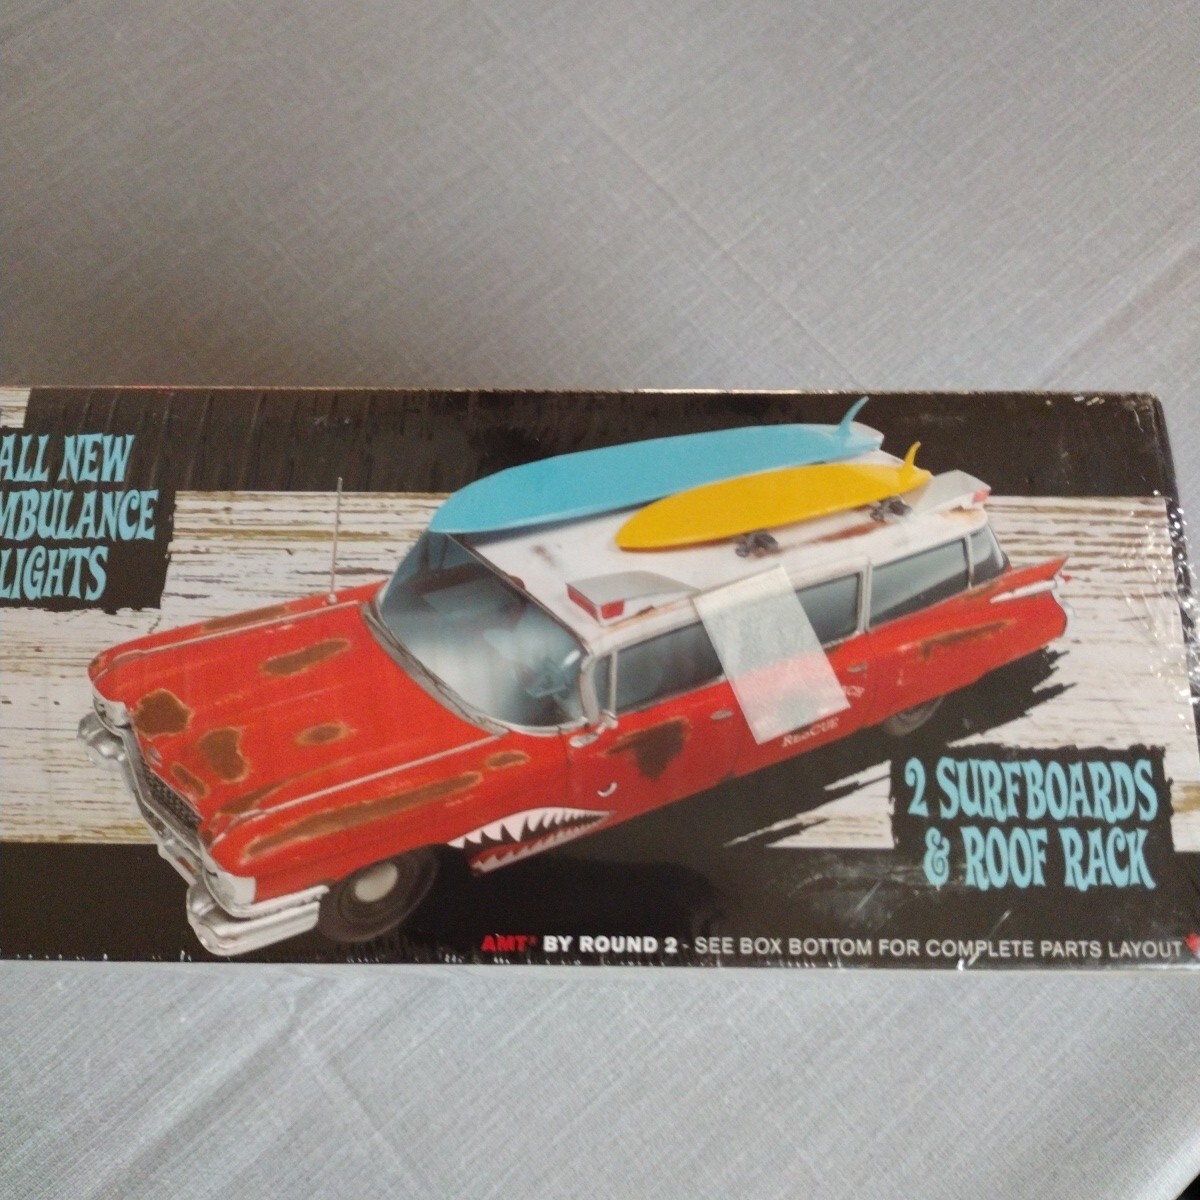 ALL NEW
MBULANCE
LIGHTS
RESCUE
2 SURFBOARDS
& ROOF RACK
AMT® BY ROUND 2 - SEE BOX BOTTOM FOR COMPLETE PARTS LAYOUT